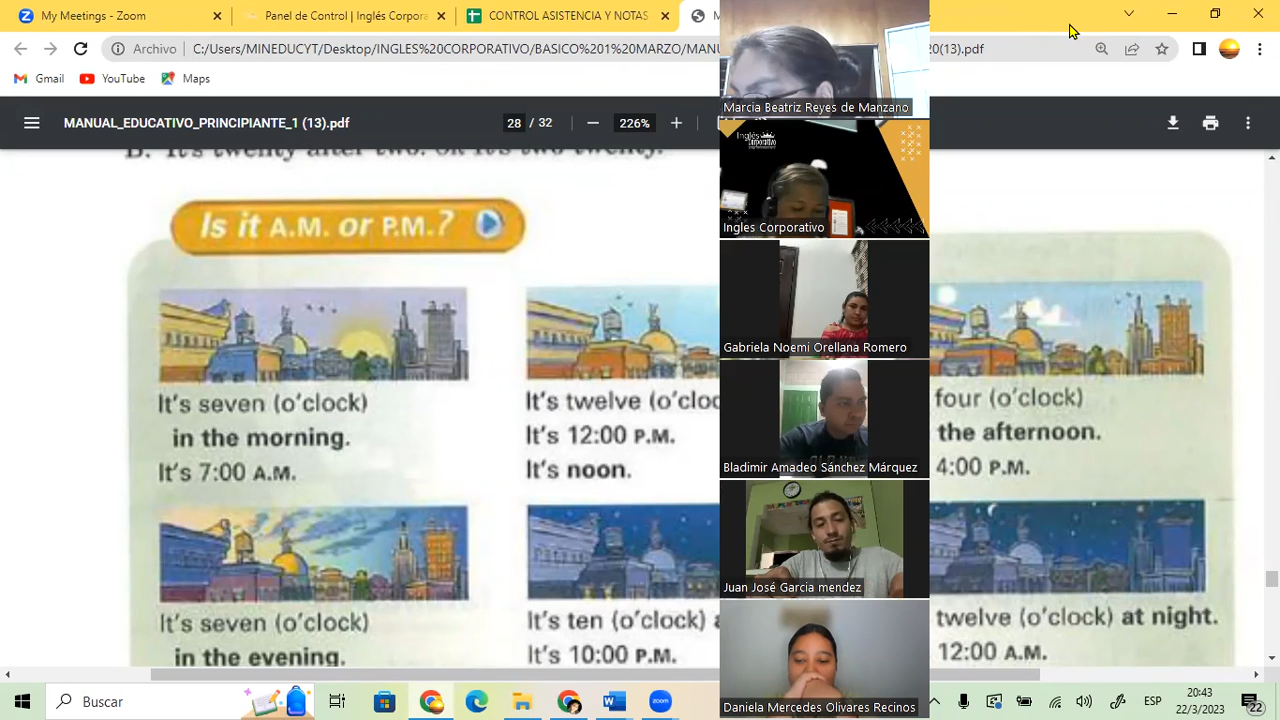 My Meetings - Zoom
Panel de Control | Inglés Corpora
CONTROL ASISTENCIA Y NOTAS
Archivo
C:/Users/MINEDUCYT/Desktop/INGLES%20CORPORATIVO/BASICO%201%20MARZO/MANU
20(13).pdf
Gmail
YouTube
Maps
MANUAL_EDUCATIVO_PRINCIPIANTE_1 (13).pdf
28 / 32
226%
Is it A.M. or P.M.?
It's seven (o'clock)
in the morning.
It's 7:00 A.M.
It's twelve (o'cloc
It's 12:00 P.M.
It's noon.
four (o'clock)
the afternoon.
4:00 P.M.
It's seven (o'clock)
in the evening.
It's ten (o'clock) a
It's 10:00 P.M.
twelve (o'clock) at night.
12:00 A.M.
Marcia Beatriz Reyes de Manzano
Inglés
Corporativo
Ingles Corporativo
Gabriela Noemi Orellana Romero
Bladimir Amadeo Sánchez Márquez
Juan José Garcia mendez
Daniela Mercedes Olivares Recinos
Buscar
zoom
ESP
20:43
22/3/2023
22